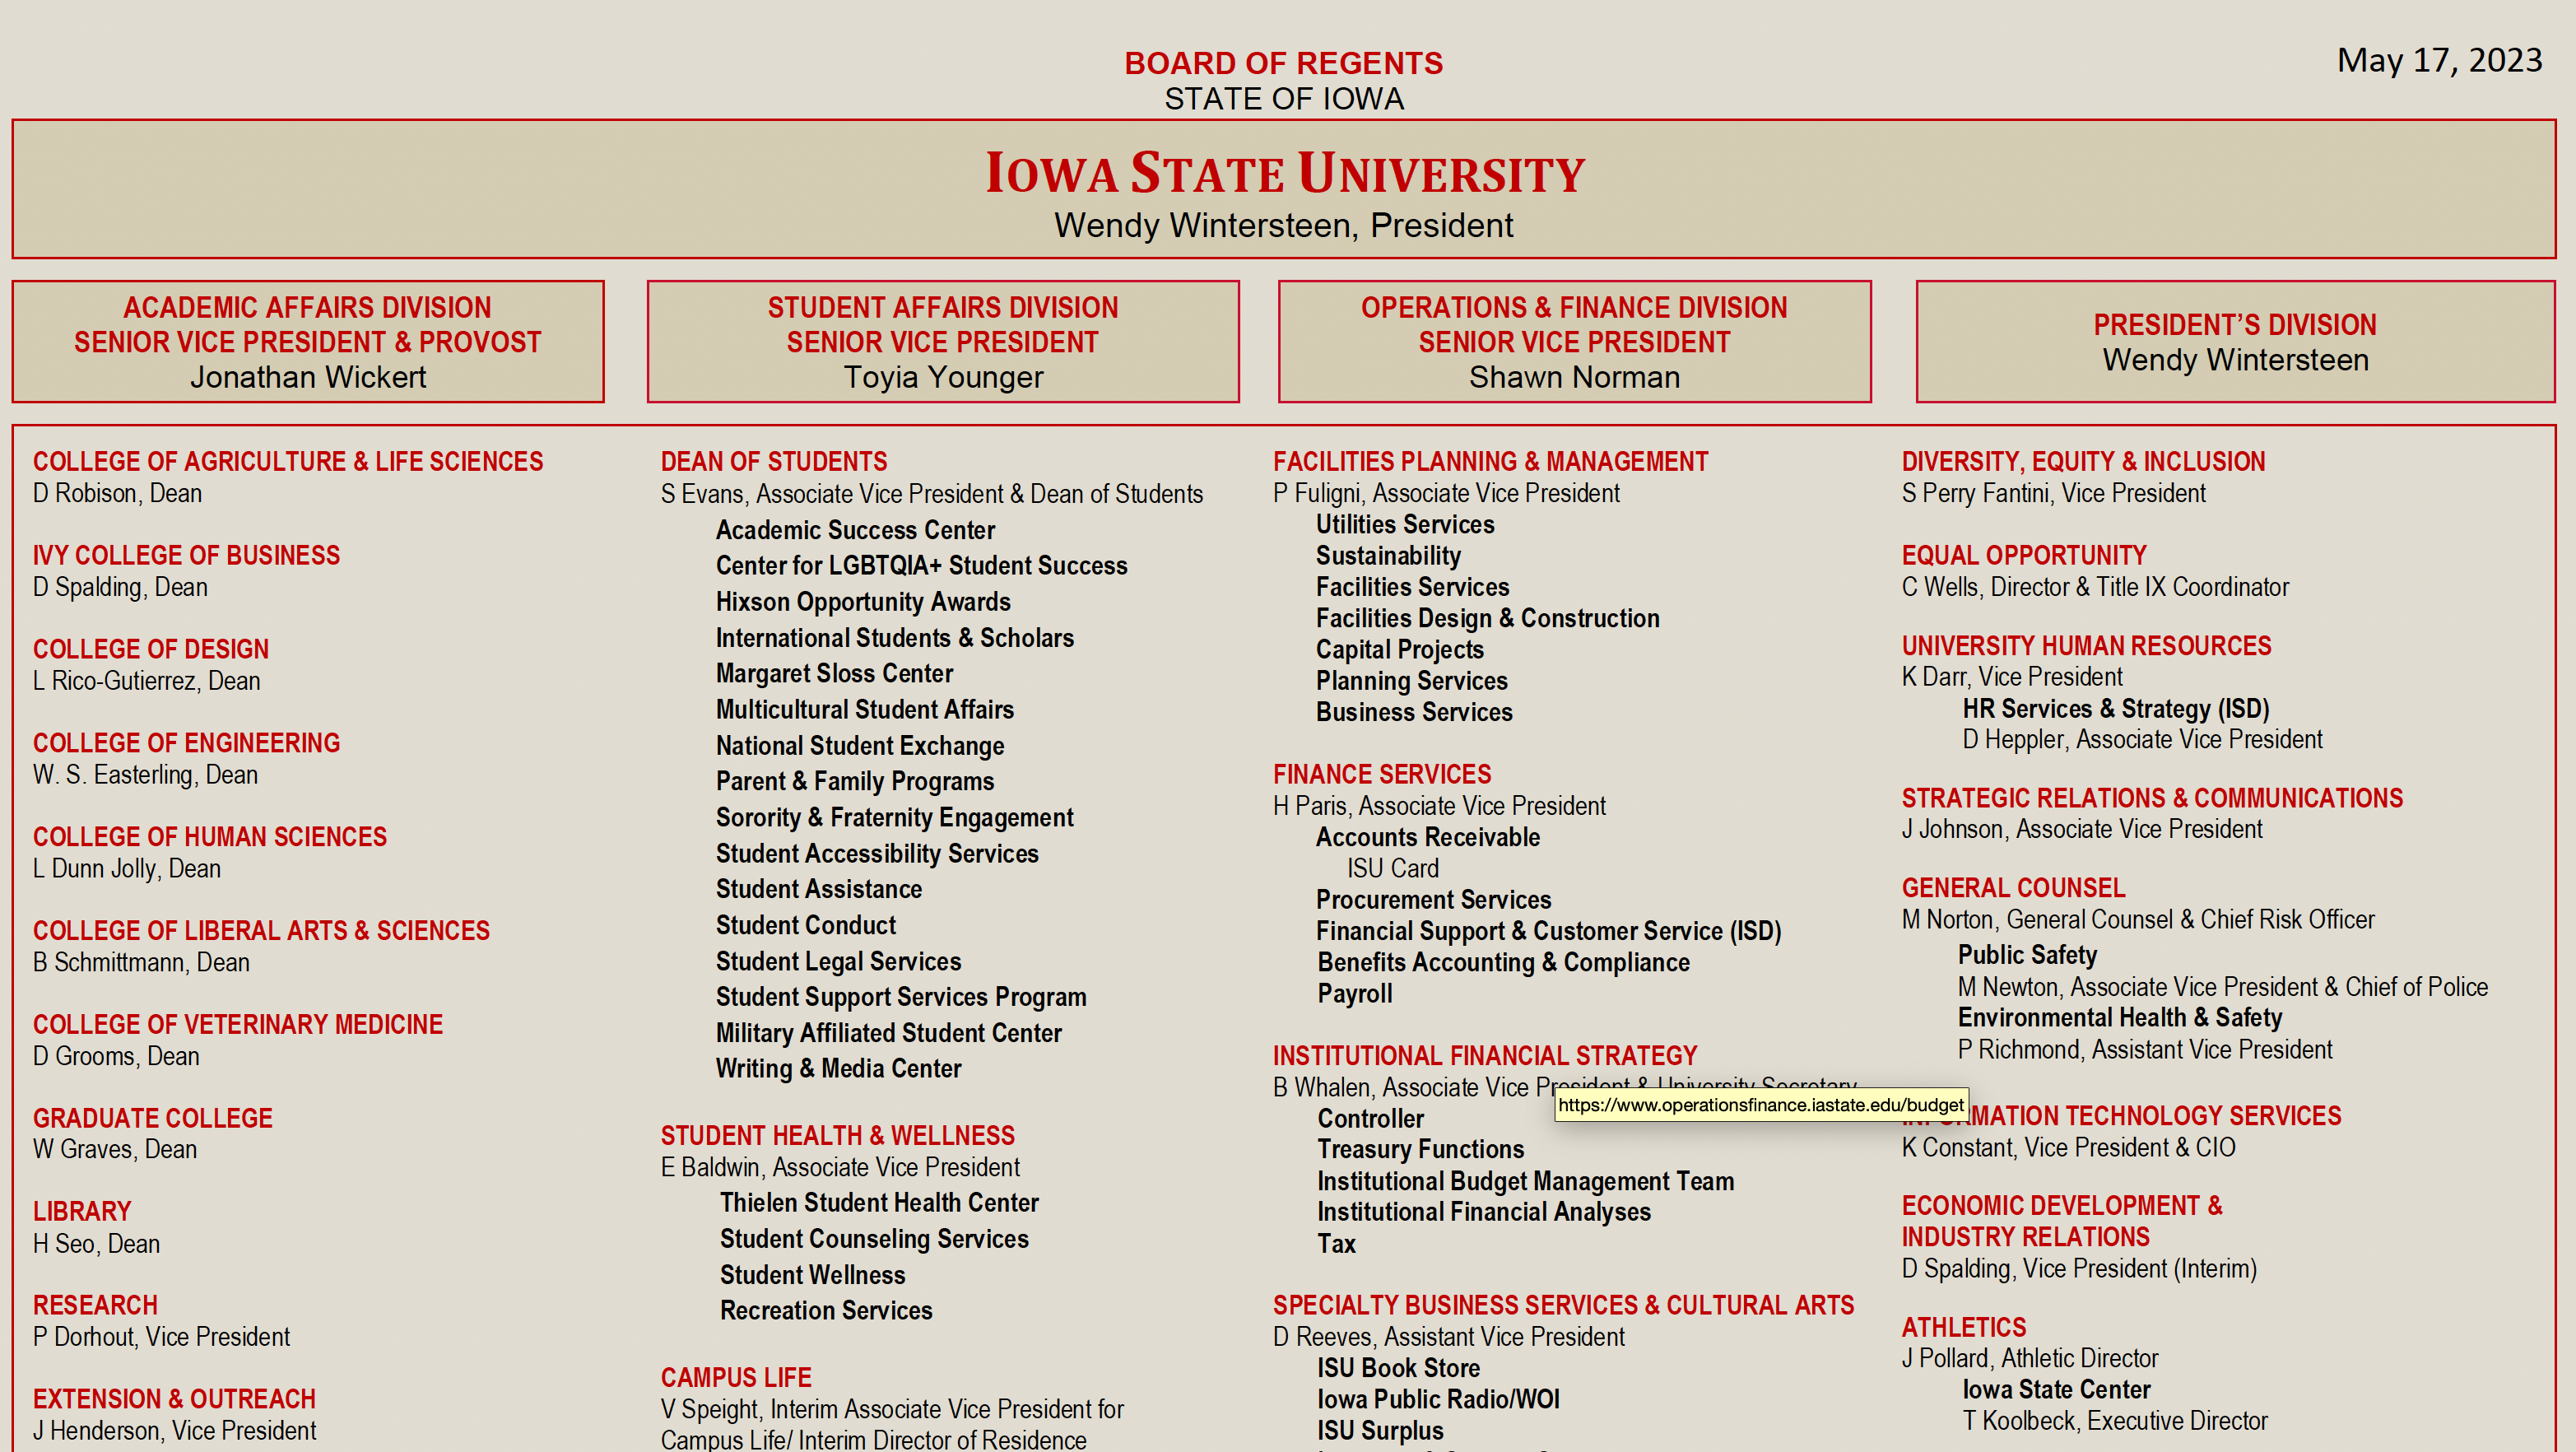 May 17, 2023
BOARD OF REGENTS
STATE OF IOWA
IOWA STATE UNIVERSITY
Wendy Wintersteen, President
ACADEMIC AFFAIRS DIVISION
SENIOR VICE PRESIDENT & PROVOST
Jonathan Wickert
STUDENT AFFAIRS DIVISION
SENIOR VICE PRESIDENT
Toyia Younger
OPERATIONS & FINANCE DIVISION
SENIOR VICE PRESIDENT
Shawn Norman
PRESIDENT’S DIVISION
Wendy Wintersteen
COLLEGE OF AGRICULTURE & LIFE SCIENCES
D Robison, Dean
IVY COLLEGE OF BUSINESS
D Spalding, Dean
COLLEGE OF DESIGN
L Rico-Gutierrez, Dean
COLLEGE OF ENGINEERING
W. S. Easterling, Dean
COLLEGE OF HUMAN SCIENCES
L Dunn Jolly, Dean
COLLEGE OF LIBERAL ARTS & SCIENCES
B Schmittmann, Dean
COLLEGE OF VETERINARY MEDICINE
D Grooms, Dean
GRADUATE COLLEGE
W Graves, Dean
LIBRARY
H Seo, Dean
RESEARCH
P Dorhout, Vice President
EXTENSION & OUTREACH
J Henderson, Vice President
DEAN OF STUDENTS
S Evans, Associate Vice President & Dean of Students
Academic Success Center
Center for LGBTQIA+ Student Success
Hixson Opportunity Awards
International Students & Scholars
Margaret Sloss Center
Multicultural Student Affairs
National Student Exchange
Parent & Family Programs
Sorority & Fraternity Engagement
Student Accessibility Services
Student Assistance
Student Conduct
Student Legal Services
Student Support Services Program
Military Affiliated Student Center
Writing & Media Center
STUDENT HEALTH & WELLNESS
E Baldwin, Associate Vice President
Thielen Student Health Center
Student Counseling Services
Student Wellness
Recreation Services
CAMPUS LIFE
V Speight, Interim Associate Vice President for
Campus Life/ Interim Director of Residence
FACILITIES PLANNING & MANAGEMENT
P Fuligni, Associate Vice President
Utilities Services
Sustainability
Facilities Services
Facilities Design & Construction
Capital Projects
Planning Services
Business Services
FINANCE SERVICES
H Paris, Associate Vice President
Accounts Receivable
ISU Card
Procurement Services
Financial Support & Customer Service (ISD)
Benefits Accounting & Compliance
Payroll
INSTITUTIONAL FINANCIAL STRATEGY
B Whalen, Associate Vice President & University Secretary
https://www.operationsfinance.iastate.edu/budget
Controller
Treasury Functions
Institutional Budget Management Team
Institutional Financial Analyses
Tax
SPECIALTY BUSINESS SERVICES & CULTURAL ARTS
D Reeves, Assistant Vice President
ISU Book Store
Iowa Public Radio/WOI
ISU Surplus
DIVERSITY, EQUITY & INCLUSION
S Perry Fantini, Vice President
EQUAL OPPORTUNITY
C Wells, Director & Title IX Coordinator
UNIVERSITY HUMAN RESOURCES
K Darr, Vice President
HR Services & Strategy (ISD)
D Heppler, Associate Vice President
STRATEGIC RELATIONS & COMMUNICATIONS
J Johnson, Associate Vice President
GENERAL COUNSEL
M Norton, General Counsel & Chief Risk Officer
Public Safety
M Newton, Associate Vice President & Chief of Police
Environmental Health & Safety
P Richmond, Assistant Vice President
INFORMATION TECHNOLOGY SERVICES
K Constant, Vice President & CIO
ECONOMIC DEVELOPMENT &
INDUSTRY RELATIONS
D Spalding, Vice President (Interim)
ATHLETICS
J Pollard, Athletic Director
Iowa State Center
T Koolbeck, Executive Director